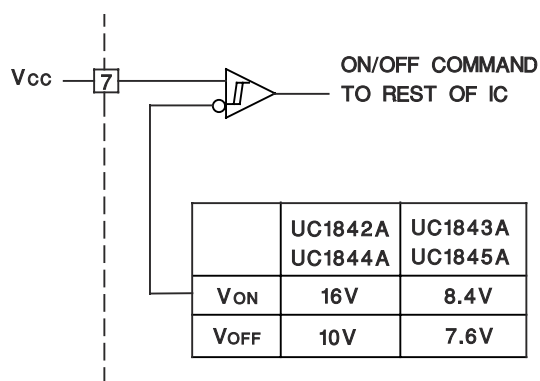 Vcc
7
ON/OFF COMMAND
TO REST OF IC
UC1842A UC1843A
UC1844A UC1845A
VON 16V 8.4V
VOFF 10V 7.6V